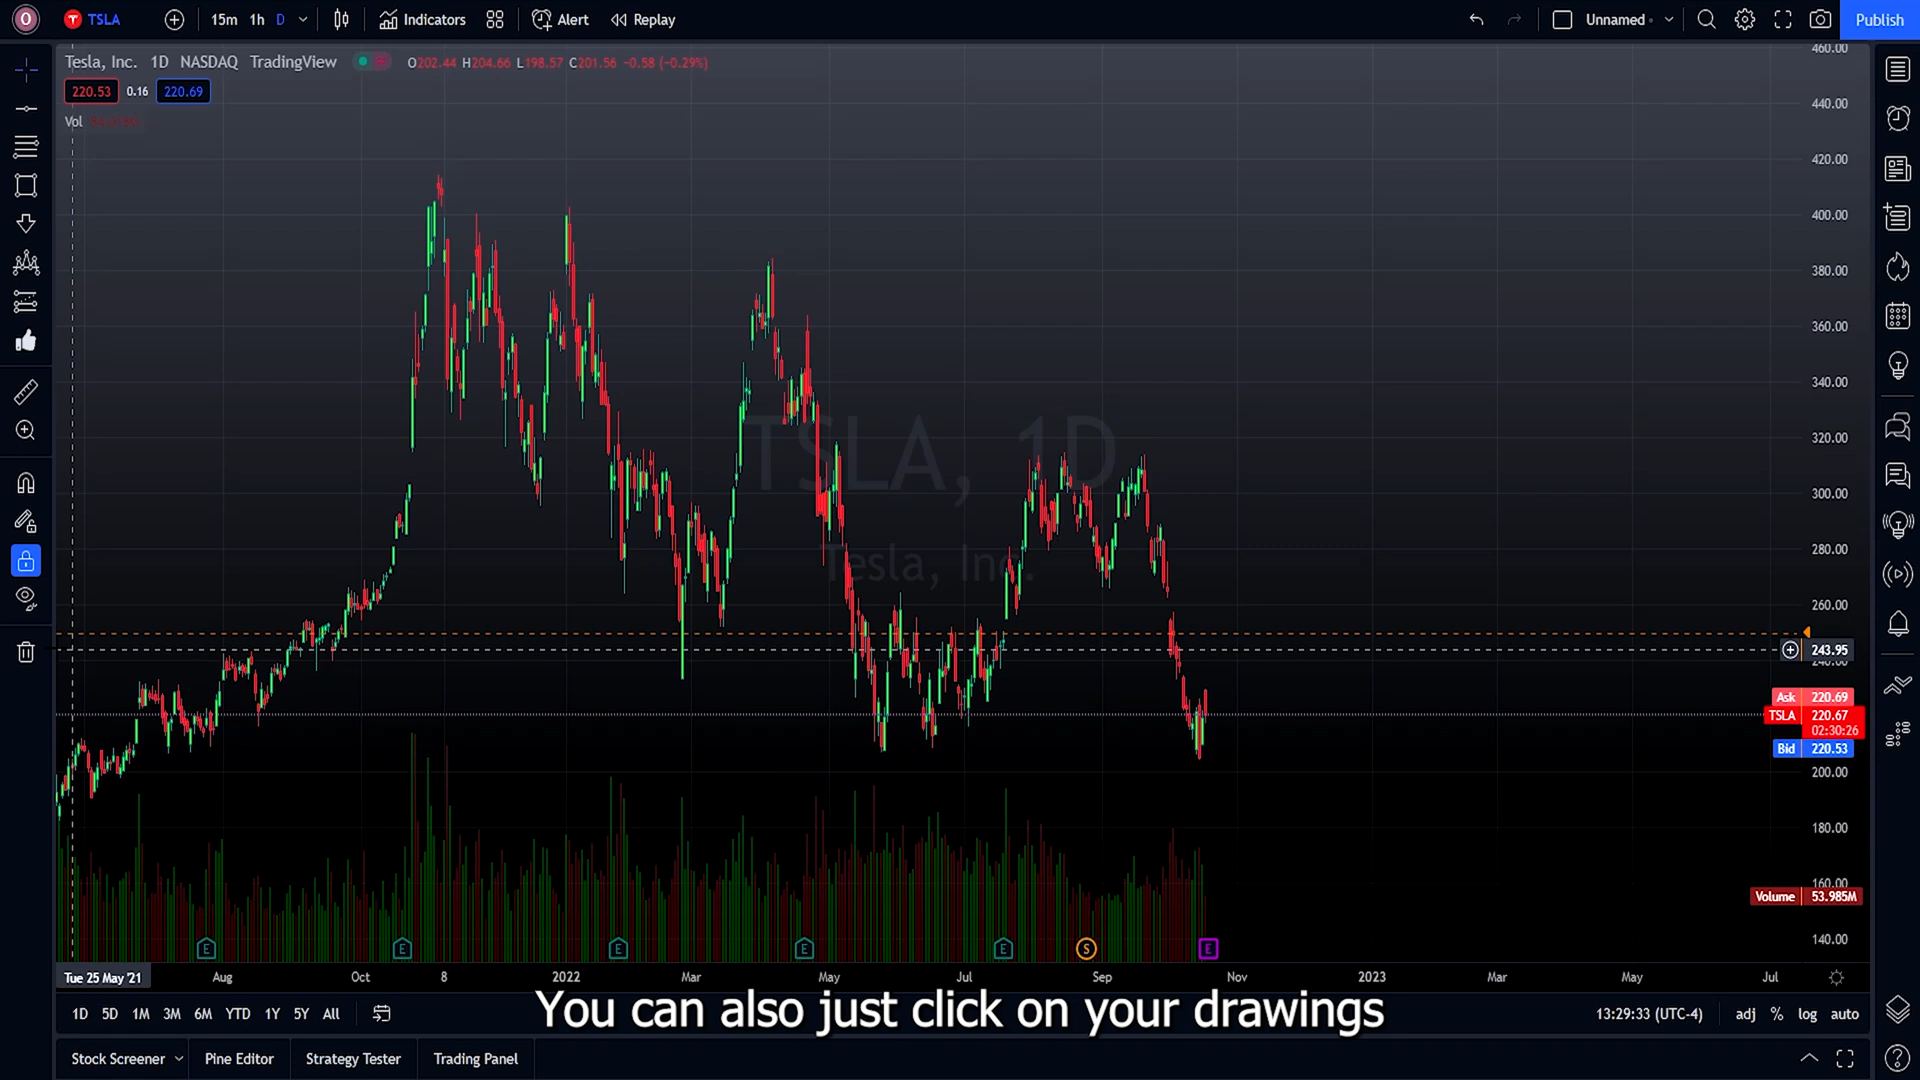 O TSLA 15m 1h D Indicators Alert Replay Unnamed Publish
Tesla, Inc. 1D NASDAQ TradingView O202.44 H204.66 L198.57 C201.56 −0.58 (−0.29%)
220.53 0.16 220.69
Vol
TSLA, 1D
Tesla, Inc.
460.00
440.00
420.00
400.00
380.00
360.00
340.00
320.00
300.00
280.00
260.00
243.95
240.00
Ask 220.69
TSLA 220.67
02:30:26
Bid 220.53
200.00
180.00
160.00
Volume 53.985M
140.00
E E E E E S E
Tue 25 May '21 Aug Oct 8 2022 Mar May Jul Sep Nov 2023 Mar May Jul
1D 5D 1M 3M 6M YTD 1Y 5Y All 13:29:33 (UTC-4) adj % log auto
You can also just click on your drawings
Stock Screener Pine Editor Strategy Tester Trading Panel